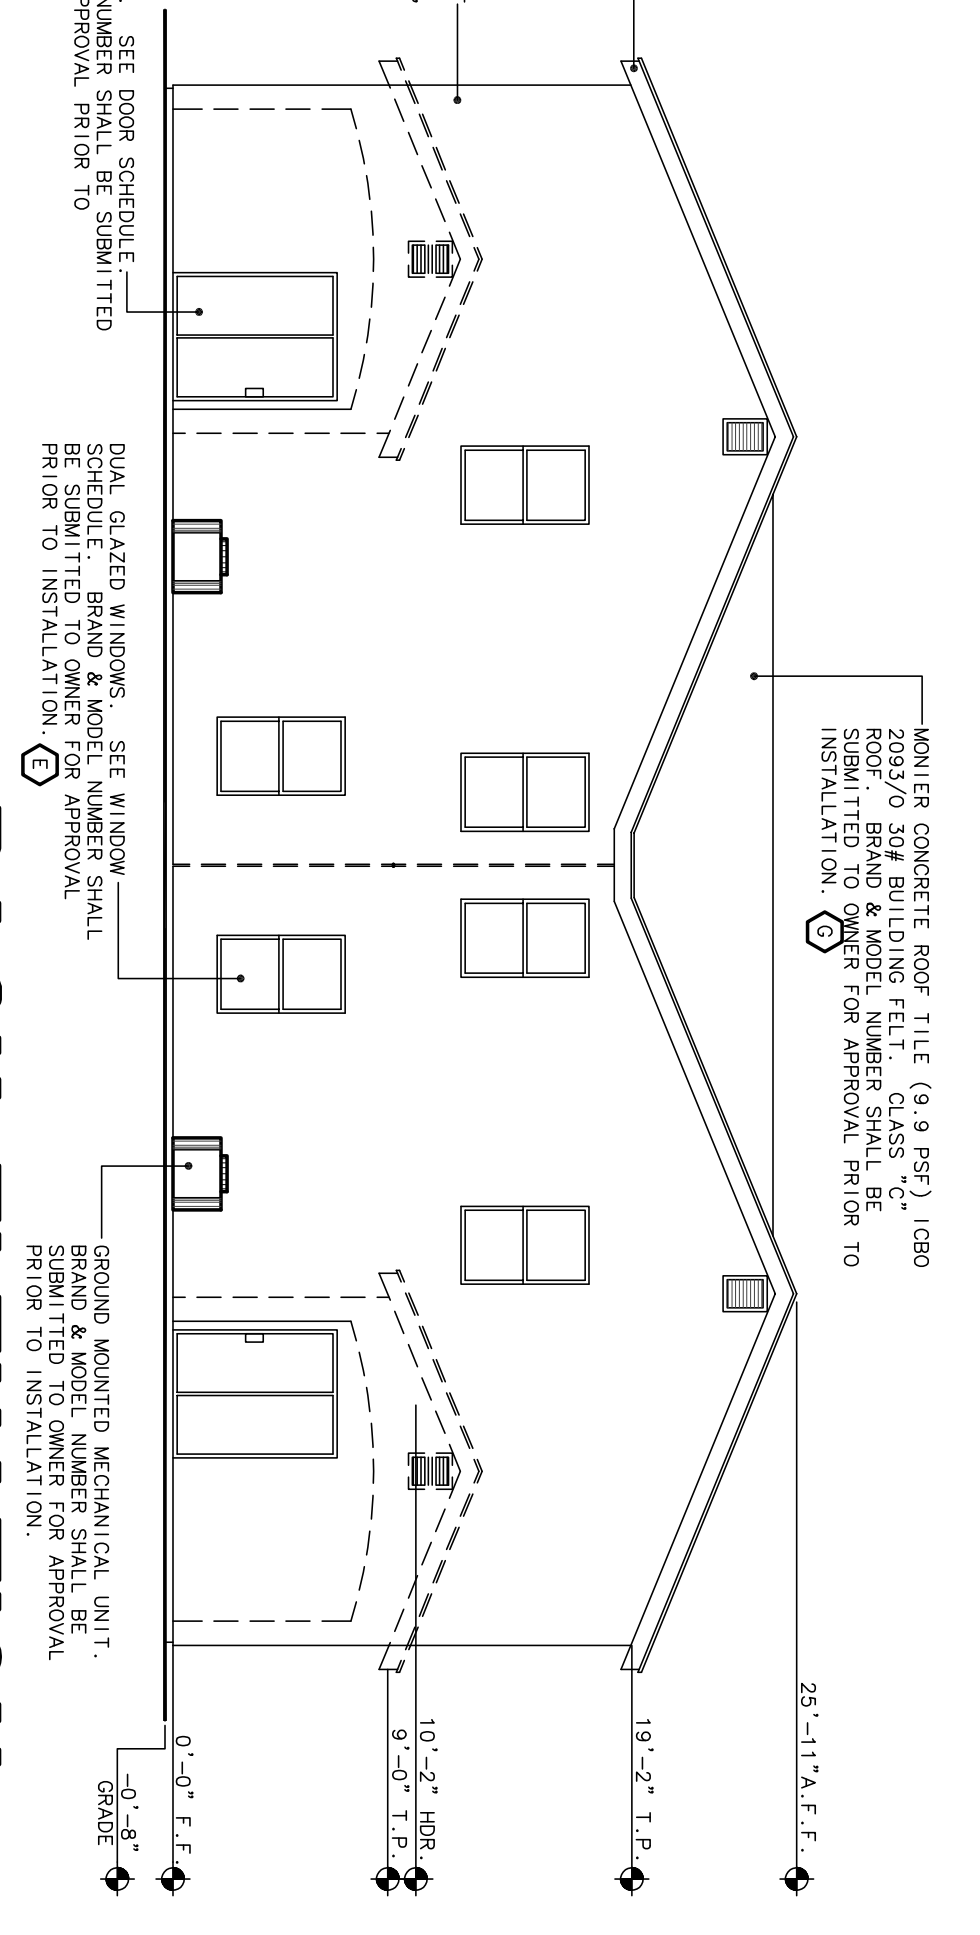 MONIER CONCRETE ROOF TILE (9.9 PSF) ICBO
2093/O 30# BUILDING FELT. CLASS "C"
ROOF. BRAND & MODEL NUMBER SHALL BE
SUBMITTED TO OWNER FOR APPROVAL PRIOR TO
INSTALLATION.
G
25'-11"A.F.F.
19'-2" T.P.
10'-2" HDR.
9'-0" T.P.
0'-0" F.F.
-0'-8"
GRADE
. SEE DOOR SCHEDULE.
NUMBER SHALL BE SUBMITTED
PPROVAL PRIOR TO
DUAL GLAZED WINDOWS. SEE WINDOW
SCHEDULE. BRAND & MODEL NUMBER SHALL
BE SUBMITTED TO OWNER FOR APPROVAL
PRIOR TO INSTALLATION.
E
GROUND MOUNTED MECHANICAL UNIT.
BRAND & MODEL NUMBER SHALL BE
SUBMITTED TO OWNER FOR APPROVAL
PRIOR TO INSTALLATION.